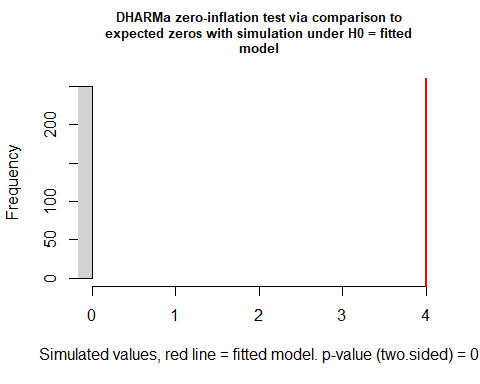 DHARMa zero-inflation test via comparison to
expected zeros with simulation under H0 = fitted
model
Frequency
200
100
50
0
0 1 2 3 4
Simulated values, red line = fitted model. p-value (two.sided) = 0